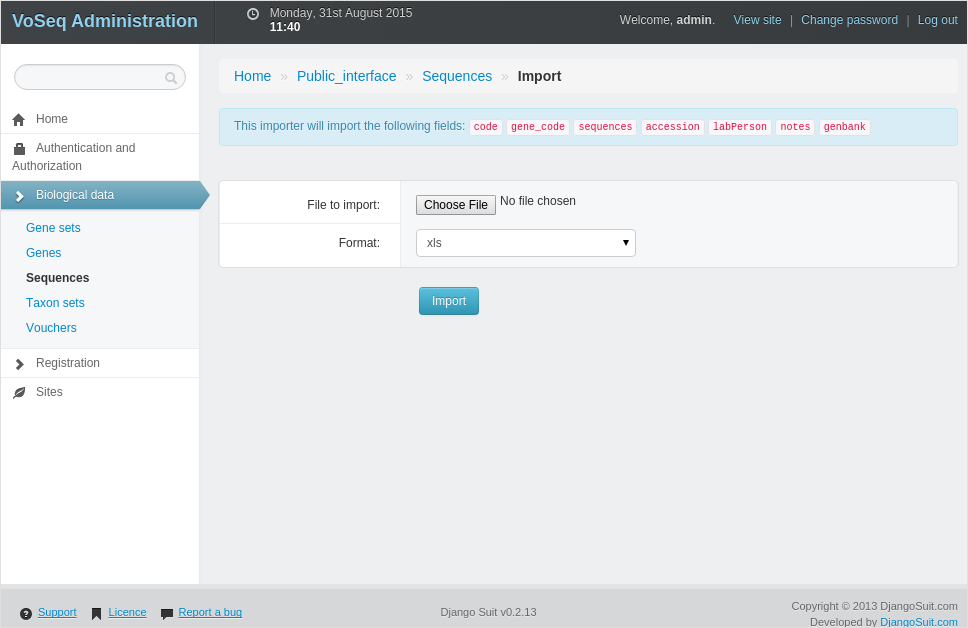 VoSeq Administration
Monday, 31st August 2015
11:40
Welcome, admin. View site | Change password | Log out
Home
Authentication and
Authorization
Biological data
Gene sets
Genes
Sequences
Taxon sets
Vouchers
Registration
Sites
Home » Public_interface » Sequences » Import
This importer will import the following fields: code gene_code sequences accession labPerson notes genbank
File to import: Choose File No file chosen
Format: xls
Import
Support Licence Report a bug
Django Suit v0.2.13
Copyright © 2013 DjangoSuit.com
Developed by DjangoSuit.com